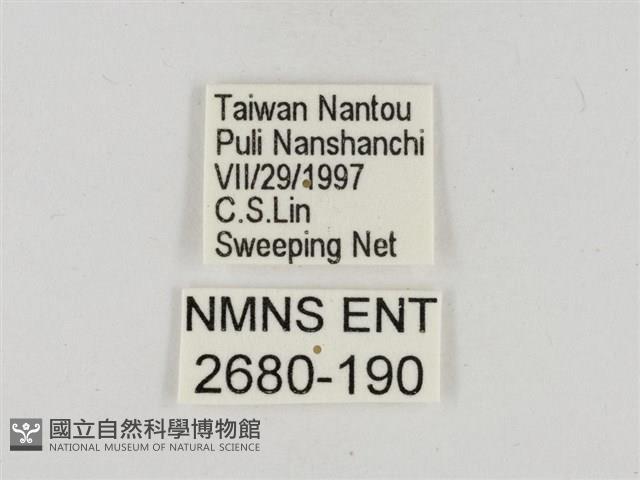 Taiwan Nantou
Puli Nanshanchi
VII/29/1997
C.S.Lin
Sweeping Net
NMNS ENT
2680-190
國立自然科學博物館
NATIONAL MUSEUM OF NATURAL SCIENCE